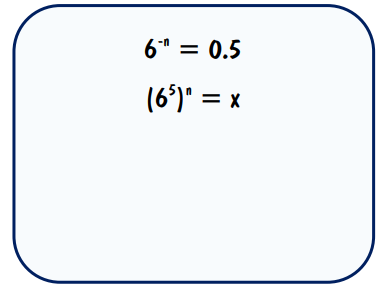 6⁻ⁿ = 0.5
(6⁵)ⁿ = x